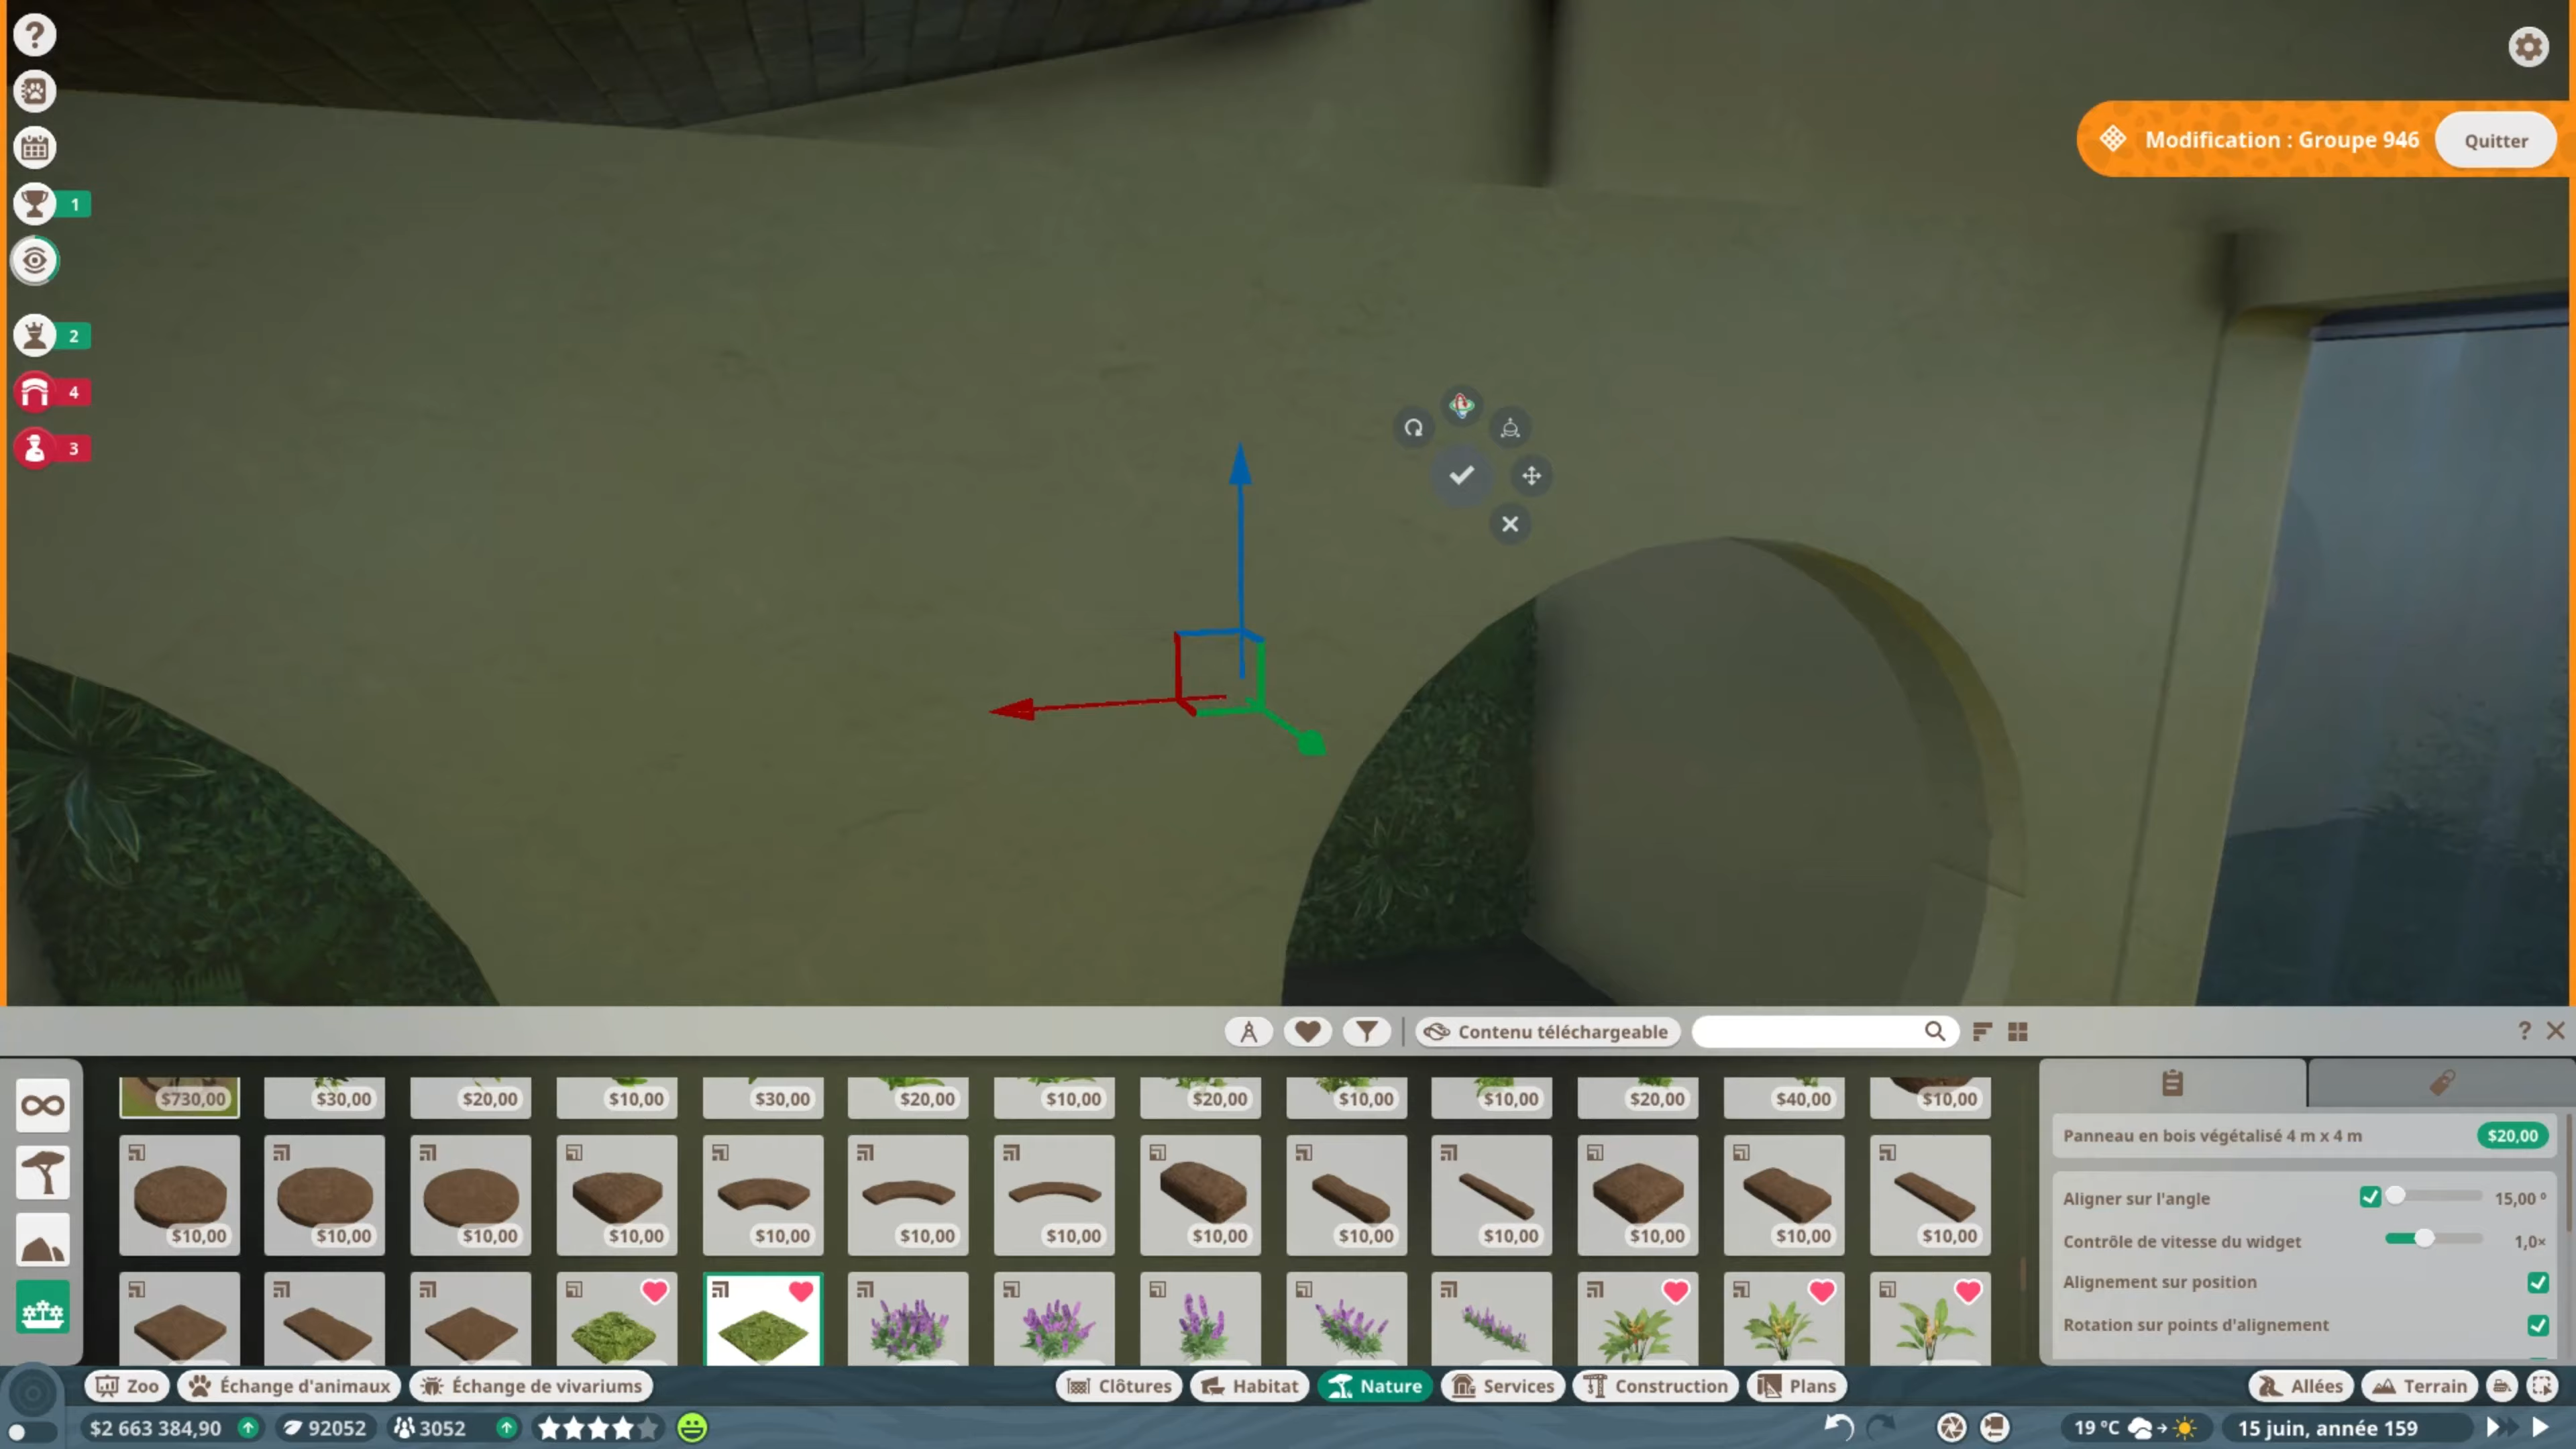 1
2
4
3
Modification : Groupe 946
Quitter
Contenu téléchargeable
$730,00 $30,00 $20,00 $10,00 $30,00 $20,00 $10,00 $20,00 $10,00 $10,00 $20,00 $40,00 $10,00
$10,00 $10,00 $10,00 $10,00 $10,00 $10,00 $10,00 $10,00 $10,00 $10,00 $10,00 $10,00 $10,00
Panneau en bois végétalisé 4 m x 4 m $20,00
Aligner sur l'angle 15,00 °
Contrôle de vitesse du widget 1,0×
Alignement sur position
Rotation sur points d'alignement
Zoo Échange d'animaux Échange de vivariums Clôtures Habitat Nature Services Construction Plans Allées Terrain
$2 663 384,90 92052 3052 19 °C 15 juin, année 159